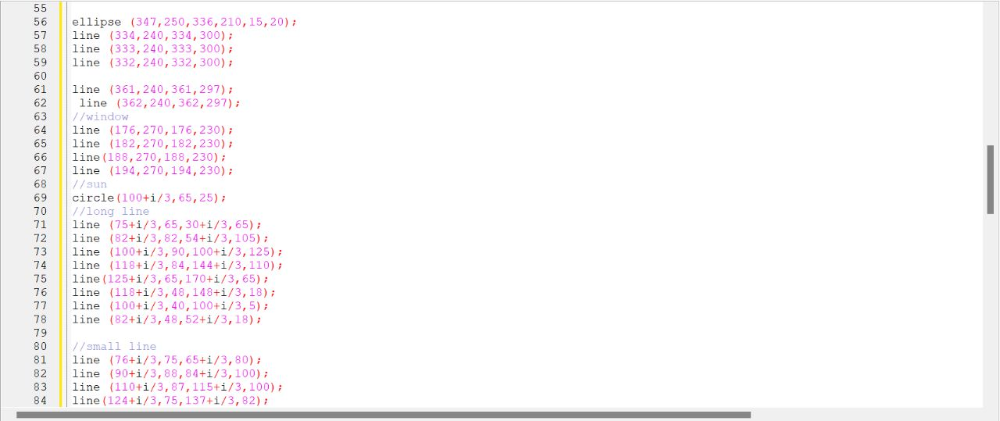 55
56 ellipse (347,250,336,210,15,20);
57 line (334,240,334,300);
58 line (333,240,333,300);
59 line (332,240,332,300);
60
61 line (361,240,361,297);
62  line (362,240,362,297);
63 //window
64 line (176,270,176,230);
65 line (182,270,182,230);
66 line(188,270,188,230);
67 line (194,270,194,230);
68 //sun
69 circle(100+i/3,65,25);
70 //long line
71 line (75+i/3,65,30+i/3,65);
72 line (82+i/3,82,54+i/3,105);
73 line (100+i/3,90,100+i/3,125);
74 line (118+i/3,84,144+i/3,110);
75 line(125+i/3,65,170+i/3,65);
76 line (118+i/3,48,148+i/3,18);
77 line (100+i/3,40,100+i/3,5);
78 line (82+i/3,48,52+i/3,18);
79
80 //small line
81 line (76+i/3,75,65+i/3,80);
82 line (90+i/3,88,84+i/3,100);
83 line (110+i/3,87,115+i/3,100);
84 line(124+i/3,75,137+i/3,82);